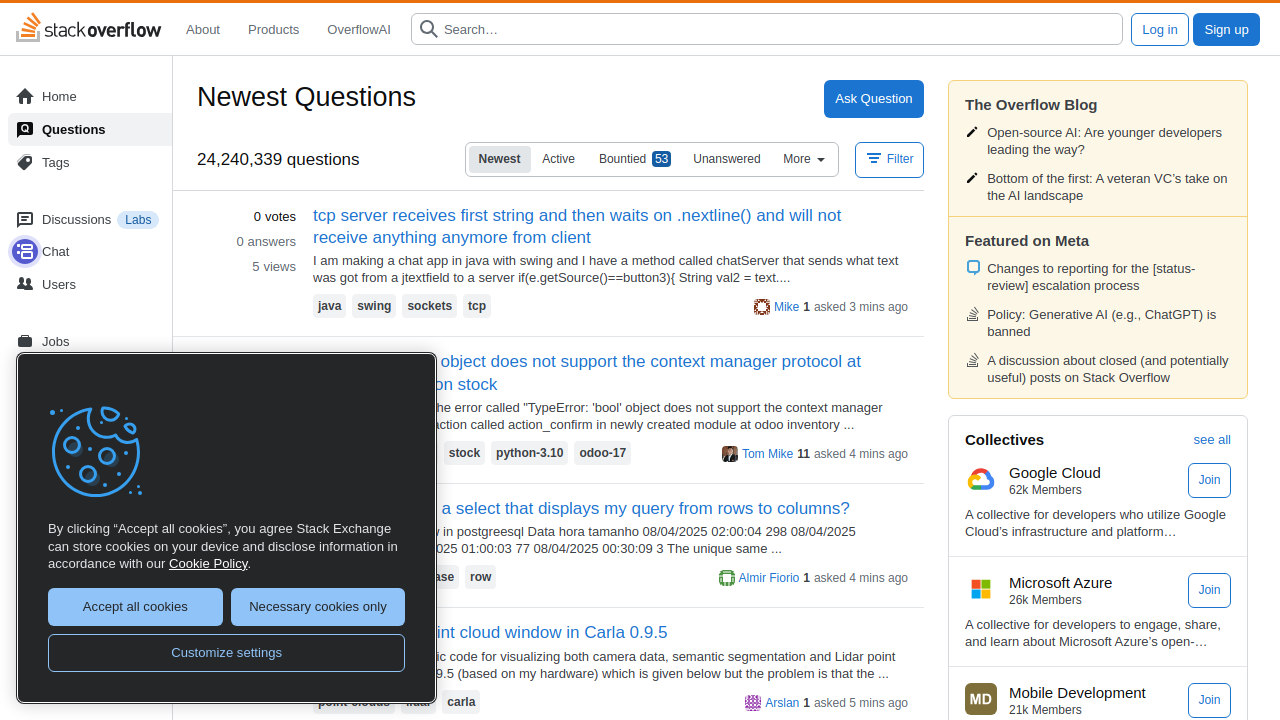 stack overflow
About
Products
OverflowAI
Search…
Log in
Sign up
Home
Questions
Tags
Discussions
Labs
Chat
Users
Jobs
Newest Questions
Ask Question
24,240,339 questions
Newest
Active
Bountied 53
Unanswered
More
Filter
0 votes
0 answers
5 views
tcp server receives first string and then waits on .nextline() and will not
receive anything anymore from client
I am making a chat app in java with swing and I have a method called chatServer that sends what text
was got from a jtextfield to a server if(e.getSource()==button3){ String val2 = text....
java
swing
sockets
tcp
Mike 1 asked 3 mins ago
object does not support the context manager protocol at
on stock
he error called "TypeError: 'bool' object does not support the context manager
action called action_confirm in newly created module at odoo inventory ...
stock
python-3.10
odoo-17
Tom Mike 11 asked 4 mins ago
a select that displays my query from rows to columns?
in postgreesql Data hora tamanho 08/04/2025 02:00:04 298 08/04/2025
025 01:00:03 77 08/04/2025 00:30:09 3 The unique same ...
ase
row
Almir Fiorio 1 asked 4 mins ago
int cloud window in Carla 0.9.5
ic code for visualizing both camera data, semantic segmentation and Lidar point
9.5 (based on my hardware) which is given below but the problem is that the ...
point-clouds
lidar
carla
Arslan 1 asked 5 mins ago
The Overflow Blog
Open-source AI: Are younger developers
leading the way?
Bottom of the first: A veteran VC’s take on
the AI landscape
Featured on Meta
Changes to reporting for the [status-
review] escalation process
Policy: Generative AI (e.g., ChatGPT) is
banned
A discussion about closed (and potentially
useful) posts on Stack Overflow
Collectives
see all
Google Cloud
62k Members
Join
A collective for developers who utilize Google
Cloud’s infrastructure and platform…
Microsoft Azure
26k Members
Join
A collective for developers to engage, share,
and learn about Microsoft Azure’s open-…
MD
Mobile Development
21k Members
Join
By clicking “Accept all cookies”, you agree Stack Exchange
can store cookies on your device and disclose information in
accordance with our Cookie Policy.
Accept all cookies
Necessary cookies only
Customize settings